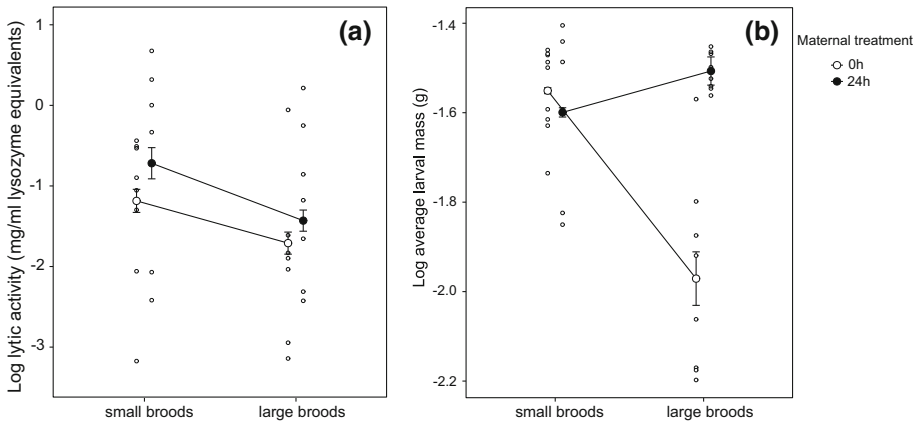 (a)
Log lytic activity (mg/ml lysozyme equivalents)
1
0
-1
-2
-3
small broods
large broods
(b)
Log average larval mass (g)
-1.4
-1.6
-1.8
-2.0
-2.2
small broods
large broods
Maternal treatment
0h
24h